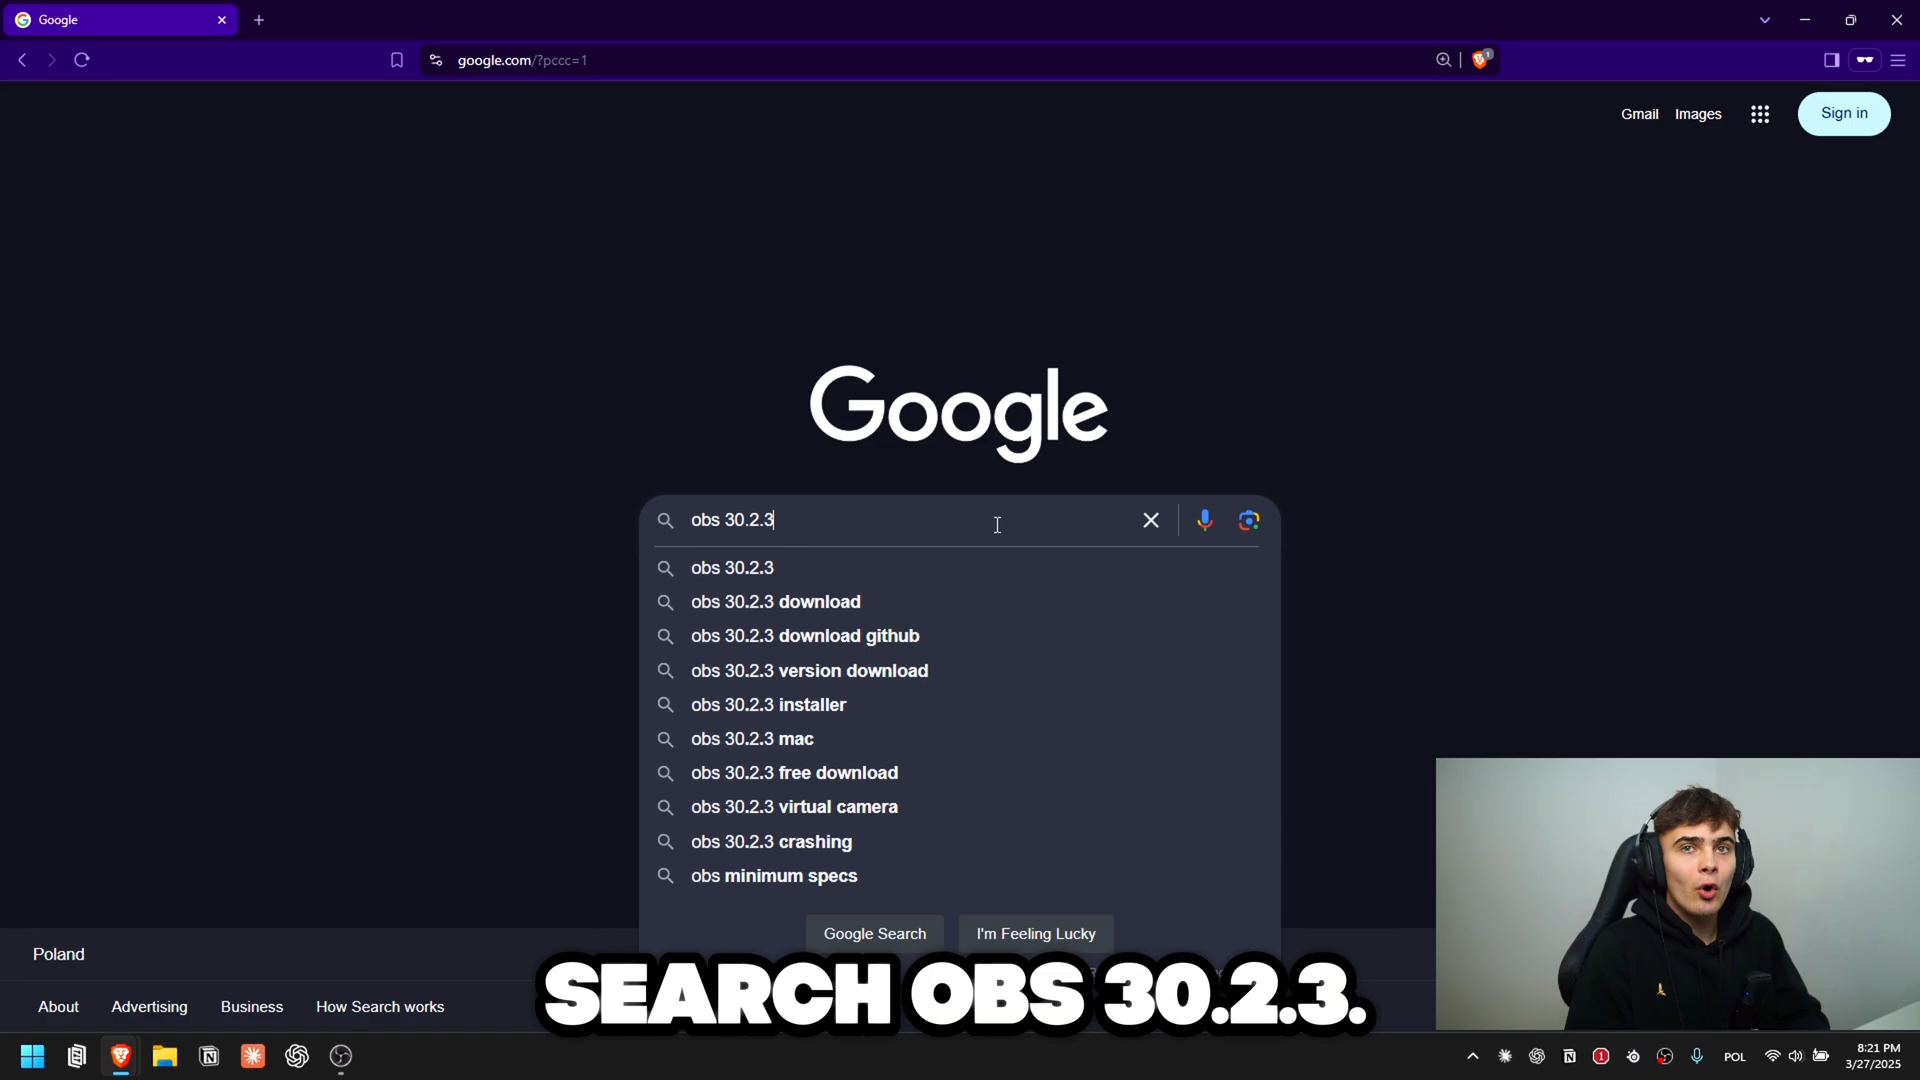 Google
google.com/?pccc=1
1
Gmail
Images
Sign in
Google
obs 30.2.3
obs 30.2.3
obs 30.2.3 download
obs 30.2.3 download github
obs 30.2.3 version download
obs 30.2.3 installer
obs 30.2.3 mac
obs 30.2.3 free download
obs 30.2.3 virtual camera
obs 30.2.3 crashing
obs minimum specs
Google Search
I'm Feeling Lucky
Poland
SEARCH OBS 30.2.3.
About
Advertising
Business
How Search works
1
POL
8:21 PM
3/27/2025